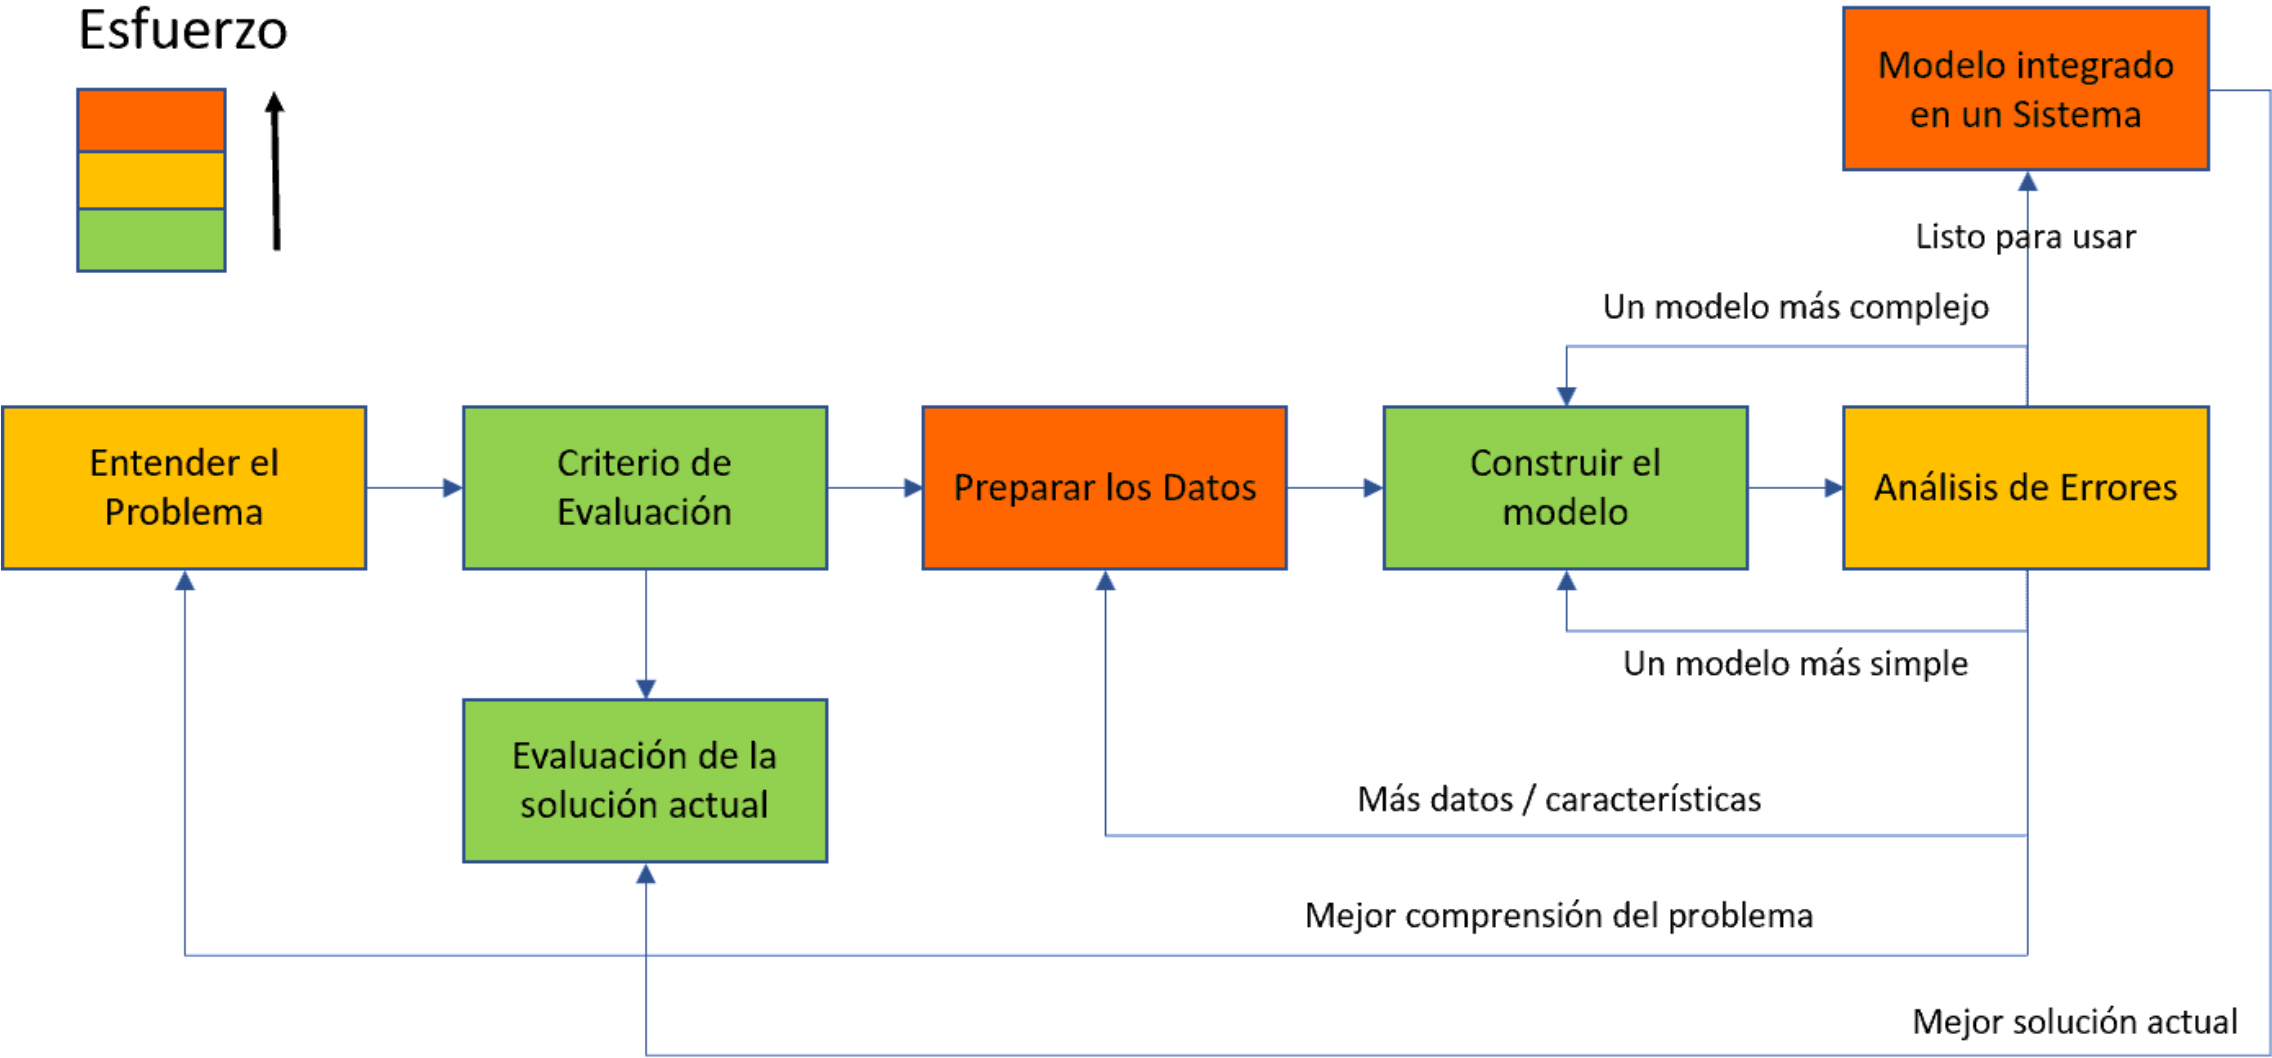 Esfuerzo
Modelo integrado
en un Sistema
Listo para usar
Un modelo más complejo
Entender el
Problema
Criterio de
Evaluación
Preparar los Datos
Construir el
modelo
Análisis de Errores
Un modelo más simple
Evaluación de la
solución actual
Más datos / características
Mejor comprensión del problema
Mejor solución actual